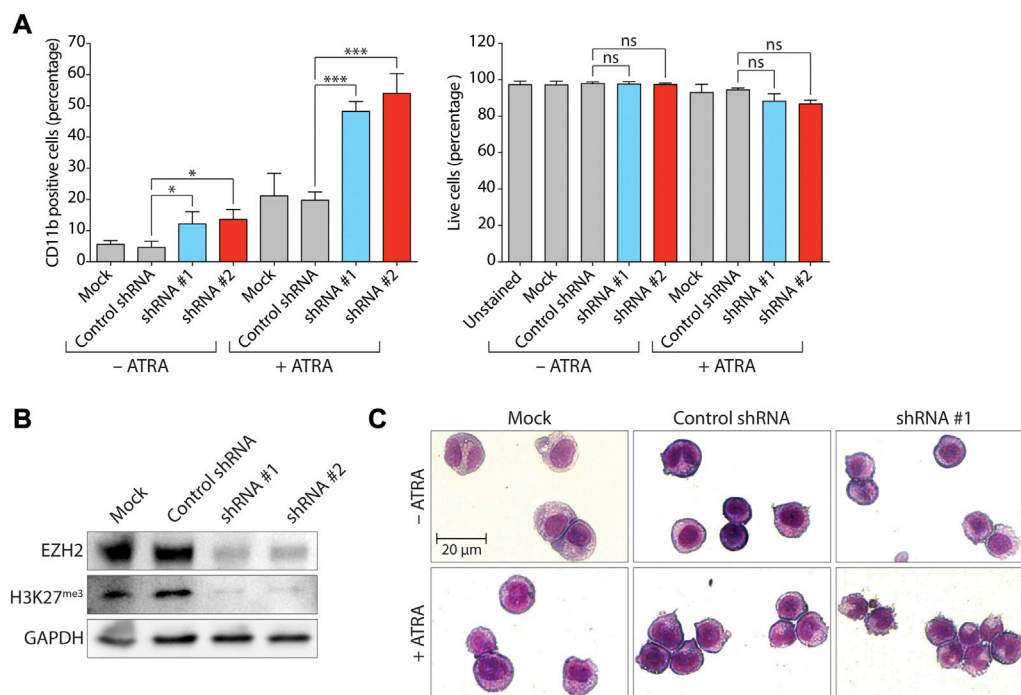 A
CD11b positive cells (percentage)
70
60
50
40
30
20
10
0
*
*
***
***
Mock
Control shRNA
shRNA #1
shRNA #2
Mock
Control shRNA
shRNA #1
shRNA #2
– ATRA
+ ATRA
Live cells (percentage)
120
100
80
60
40
20
0
ns
ns
ns
ns
Unstained
Mock
Control shRNA
shRNA #1
shRNA #2
Mock
Control shRNA
shRNA #1
shRNA #2
– ATRA
+ ATRA
B
Mock
Control shRNA
shRNA #1
shRNA #2
EZH2
H3K27me3
GAPDH
C
Mock
Control shRNA
shRNA #1
– ATRA
20 μm
+ ATRA